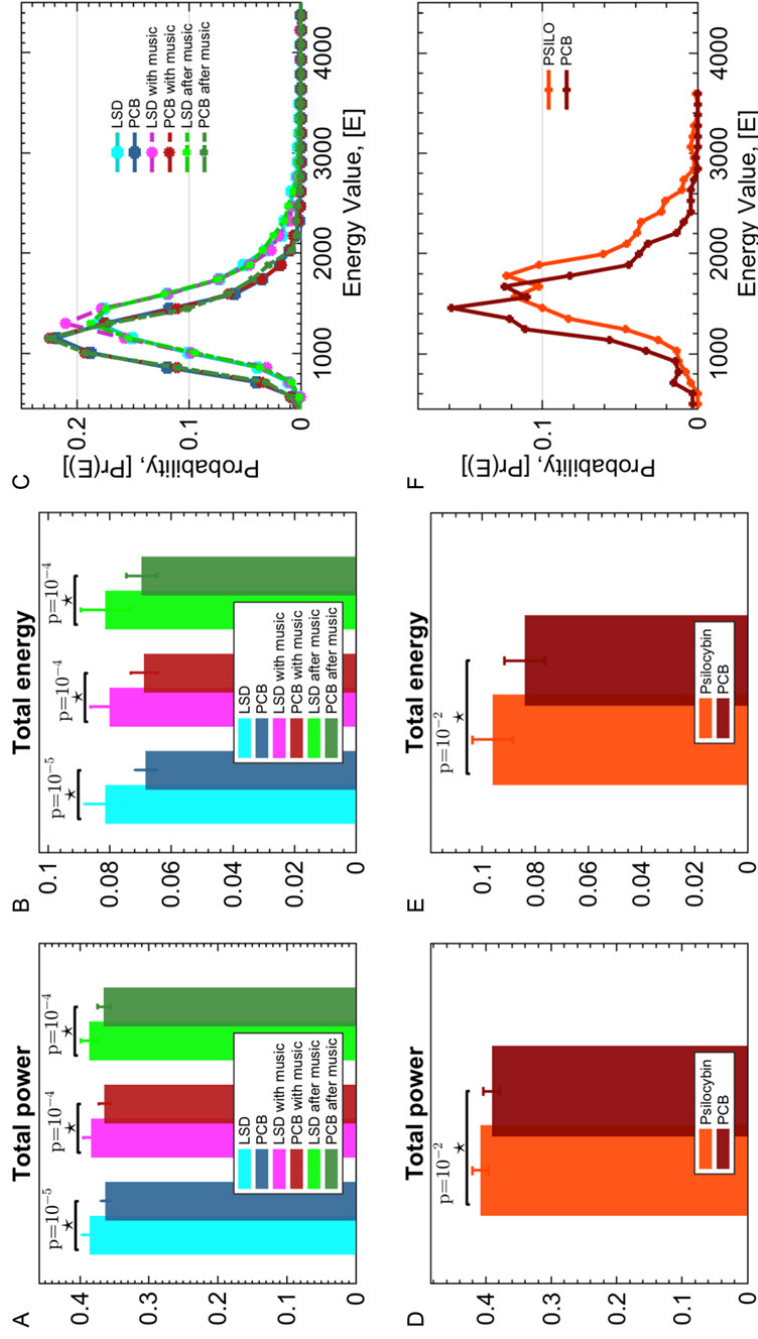 A
Total power
0.4
0.3
0.2
0.1
0
p=10⁻⁵
★
p=10⁻⁴
★
p=10⁻⁴
★
LSD
PCB
LSD with music
PCB with music
LSD after music
PCB after music
B
Total energy
0.1
0.08
0.06
0.04
0.02
0
p=10⁻⁵
★
p=10⁻⁴
★
p=10⁻⁴
★
LSD
PCB
LSD with music
PCB with music
LSD after music
PCB after music
C
Probability, [Pr(E)]
0.2
0.1
0
LSD
PCB
LSD with music
PCB with music
LSD after music
PCB after music
1000 2000 3000 4000
Energy Value, [E]
D
Total power
0.4
0.3
0.2
0.1
0
p=10⁻²
★
Psilocybin
PCB
E
Total energy
0.1
0.08
0.06
0.04
0.02
0
p=10⁻²
★
Psilocybin
PCB
F
Probability, [Pr(E)]
0.1
0
PSILO
PCB
1000 2000 3000 4000
Energy Value, [E]